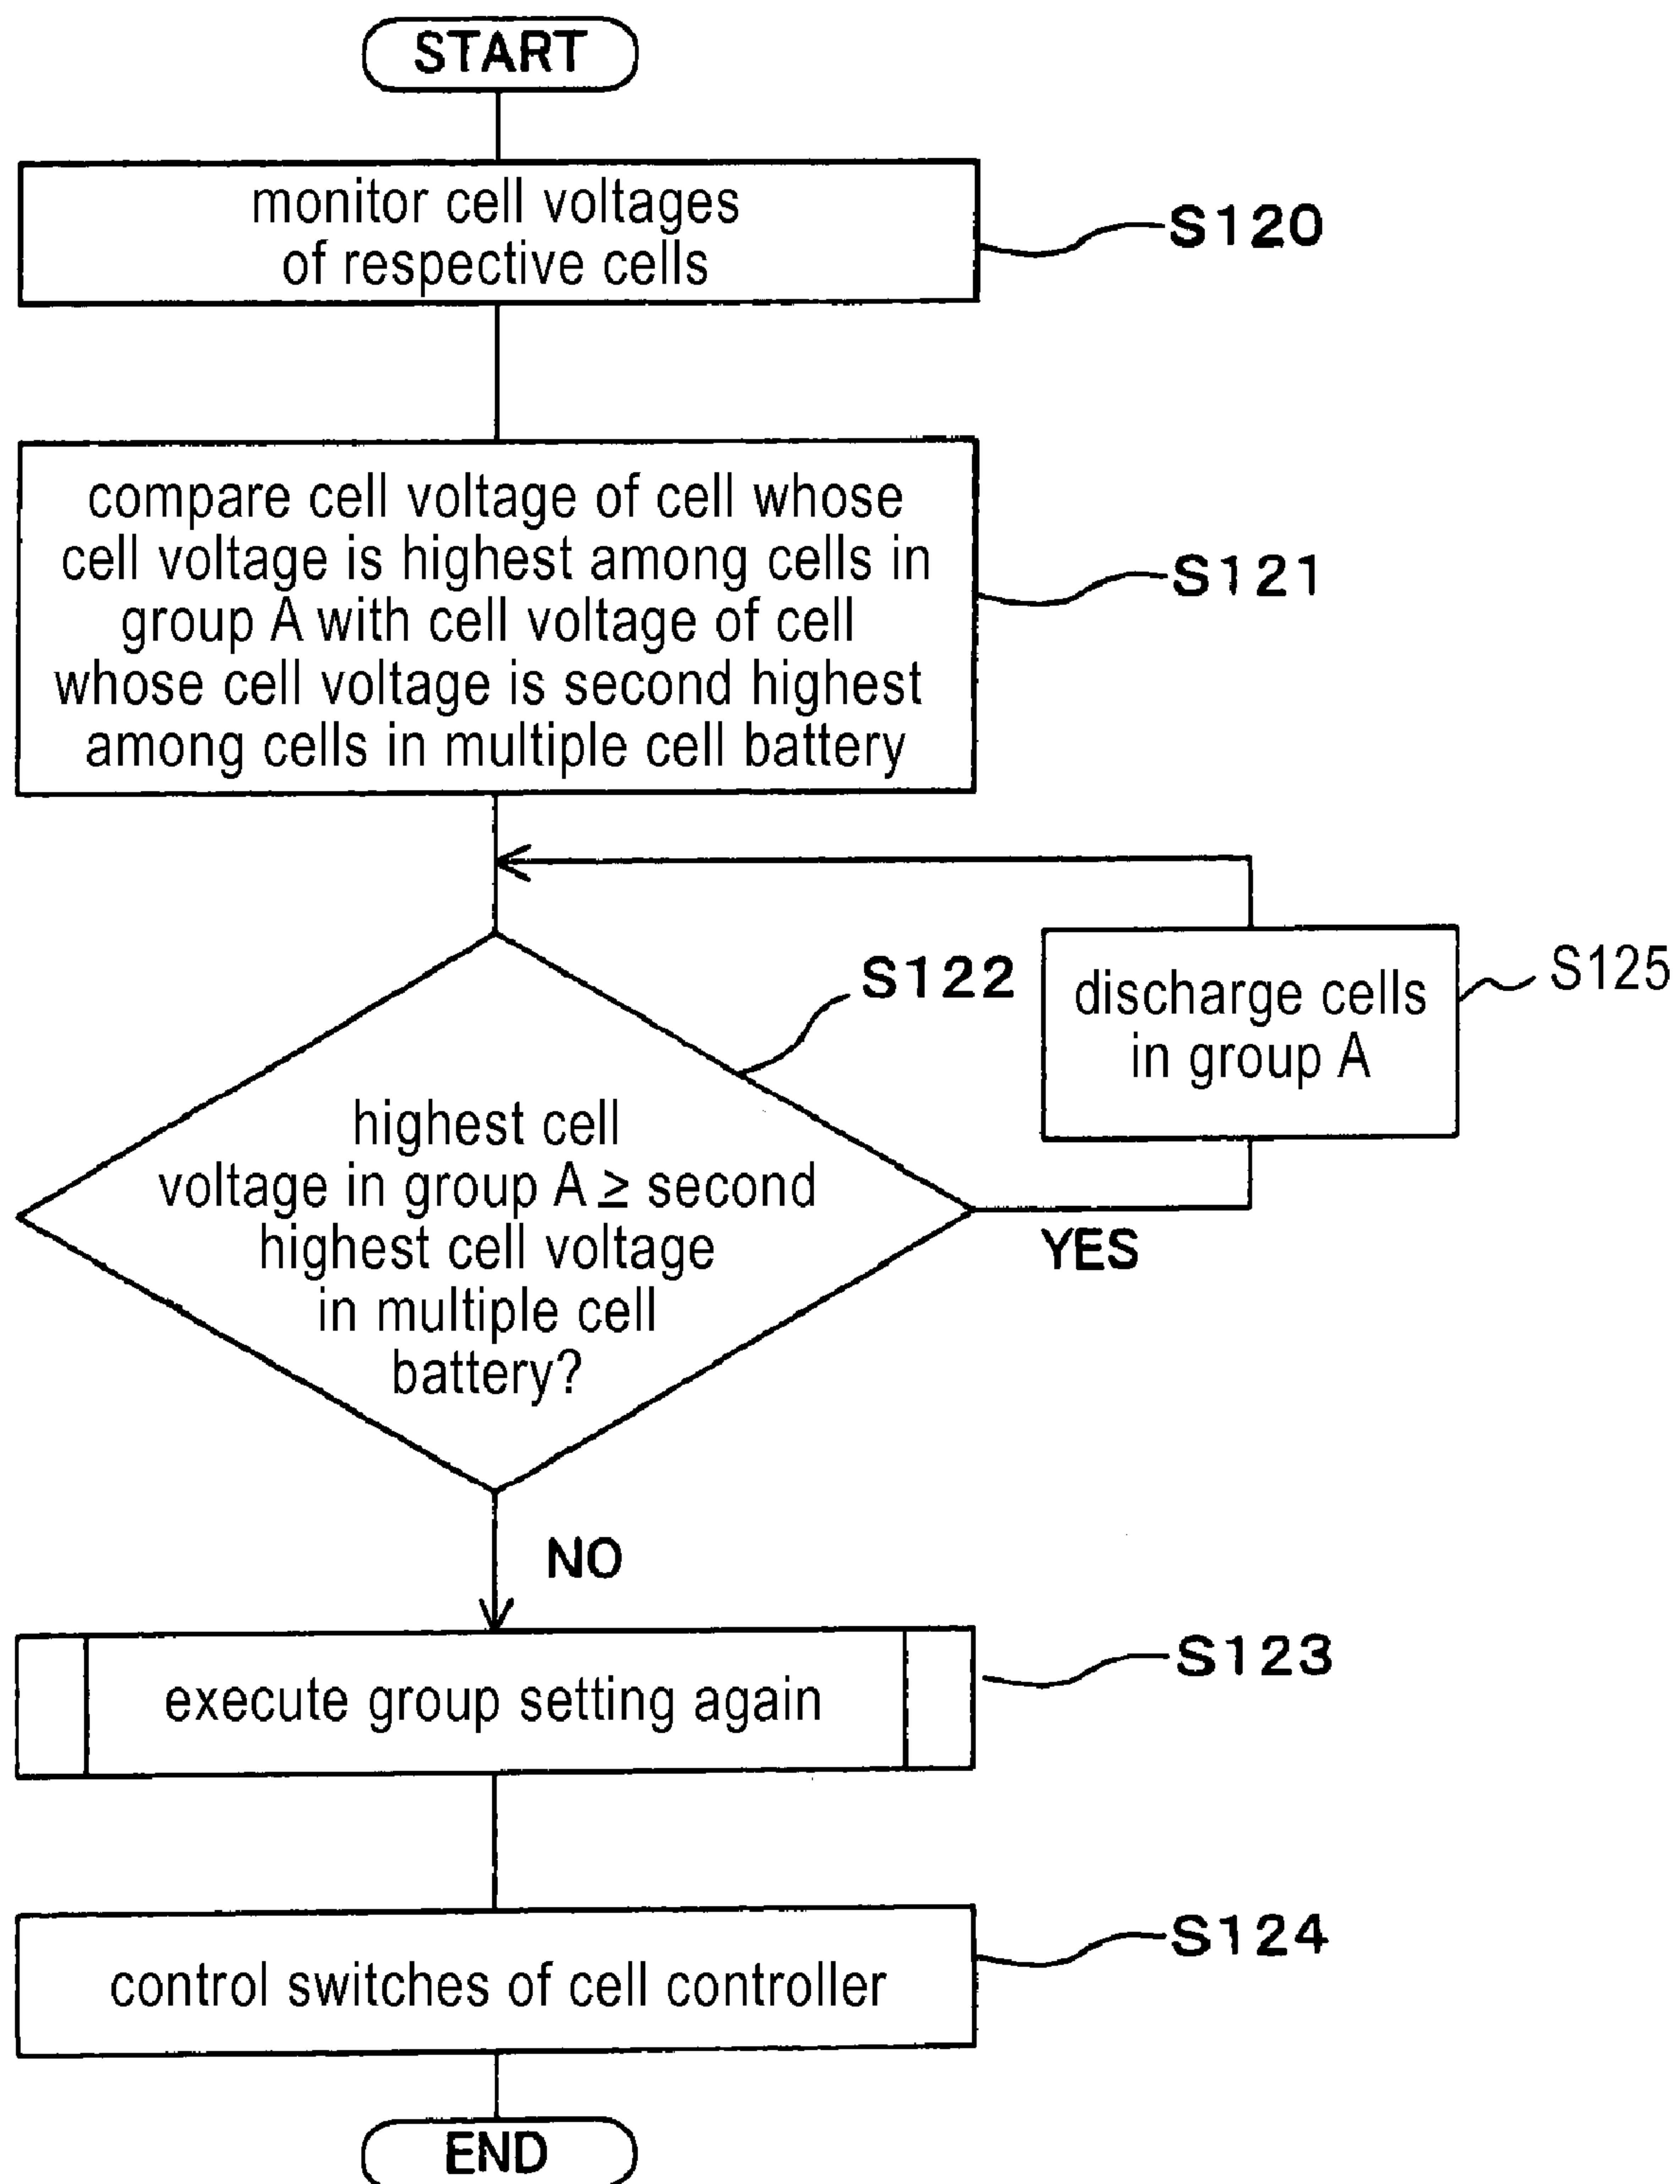 START
monitor cell voltages
of respective cells
S120
compare cell voltage of cell whose
cell voltage is highest among cells in
group A with cell voltage of cell
whose cell voltage is second highest
among cells in multiple cell battery
S121
S122
highest cell
voltage in group A ≥ second
highest cell voltage
in multiple cell
battery?
discharge cells
in group A
S125
YES
NO
execute group setting again
S123
control switches of cell controller
S124
END